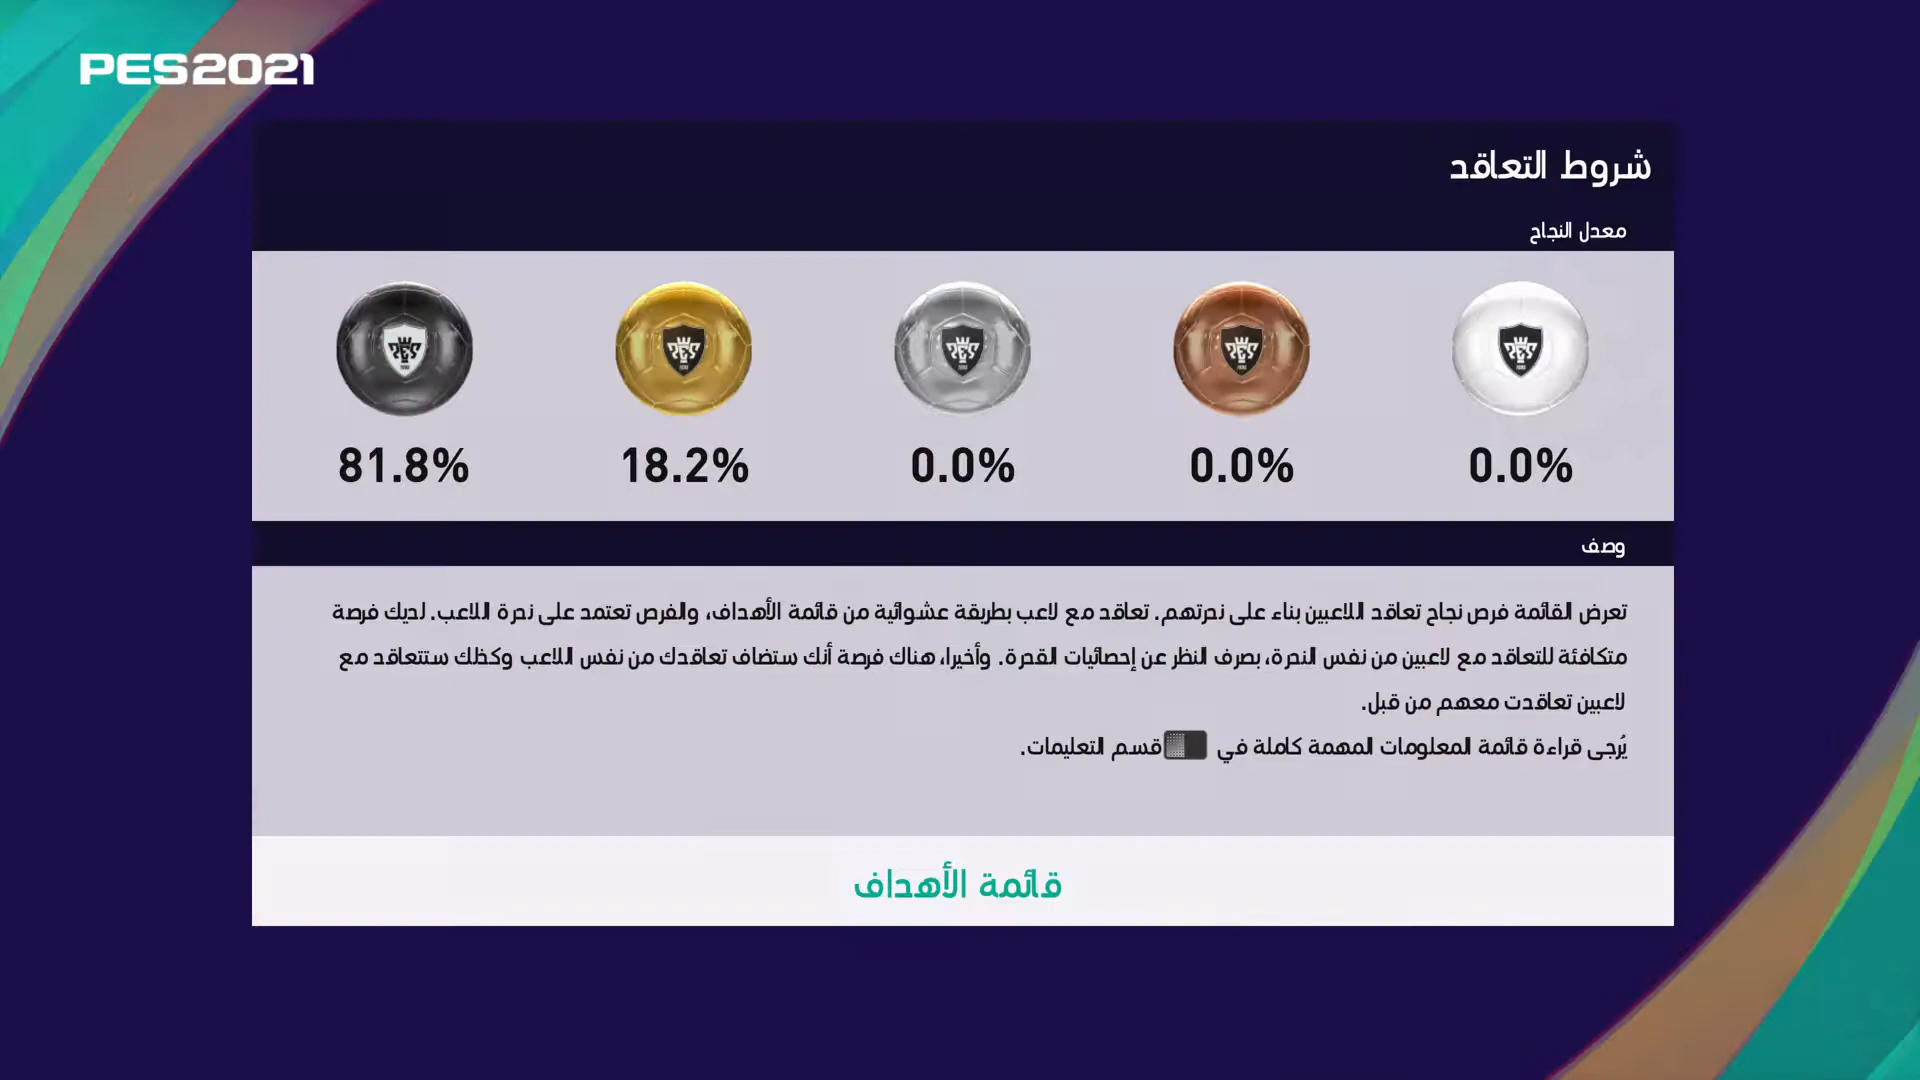 PES2021
شروط التعاقد
معدل النجاح
81.8% 18.2% 0.0% 0.0% 0.0%
وصف
تعرض القائمة فرص نجاح تعاقد اللاعبين بناء على ندرتهم. تعاقد مع لاعب بطريقة عشوائية من قائمة الأهداف، والفرص تعتمد على ندرة اللاعب. لديك فرصة
متكافئة للتعاقد مع لاعبين من نفس الندرة، بصرف النظر عن إحصائيات القدرة. وأخيرا، هناك فرصة أنك ستضاف تعاقدك من نفس اللاعب وكذلك ستتعاقد مع
لاعبين تعاقدت معهم من قبل.
يُرجى قراءة قائمة المعلومات المهمة كاملة في قسم التعليمات.
قائمة الأهداف